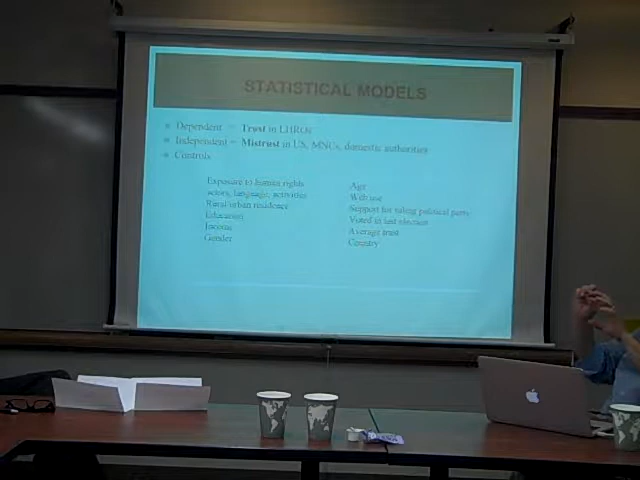 STATISTICAL MODELS
Dependent = Trust in LHROs
Independent = Mistrust in US, MNCs, domestic authorities
Controls
Exposure to human rights
actors, language, activities
Rural/urban residence
Education
Income
Gender
Age
Web use
Support for ruling political party
Voted in last election
Average trust
Country